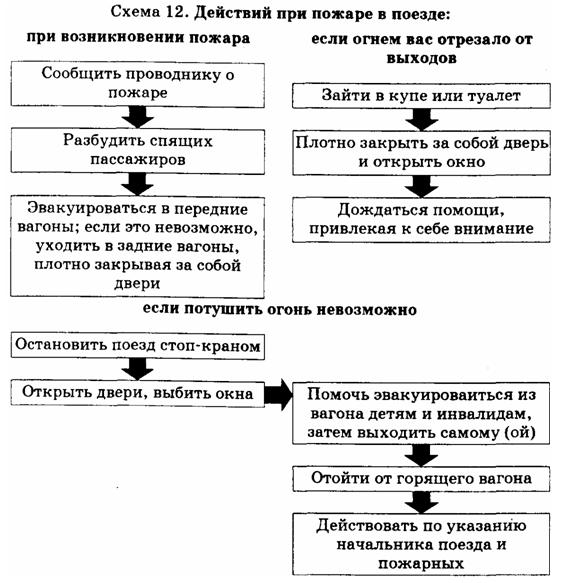 Схема 12. Действий при пожаре в поезде:
при возникновении пожара
Сообщить проводнику о
пожаре
Разбудить спящих
пассажиров
Эвакуироваться в передние
вагоны; если это невозможно,
уходить в задние вагоны,
плотно закрывая за собой
двери
если огнем вас отрезало от
выходов
Зайти в купе или туалет
Плотно закрыть за собой дверь
и открыть окно
Дождаться помощи,
привлекая к себе внимание
если потушить огонь невозможно
Остановить поезд стоп-краном
Открыть двери, выбить окна
Помочь эвакуироваиться из
вагона детям и инвалидам,
затем выходить самому (ой)
Отойти от горящего вагона
Действовать по указанию
начальника поезда и
пожарных